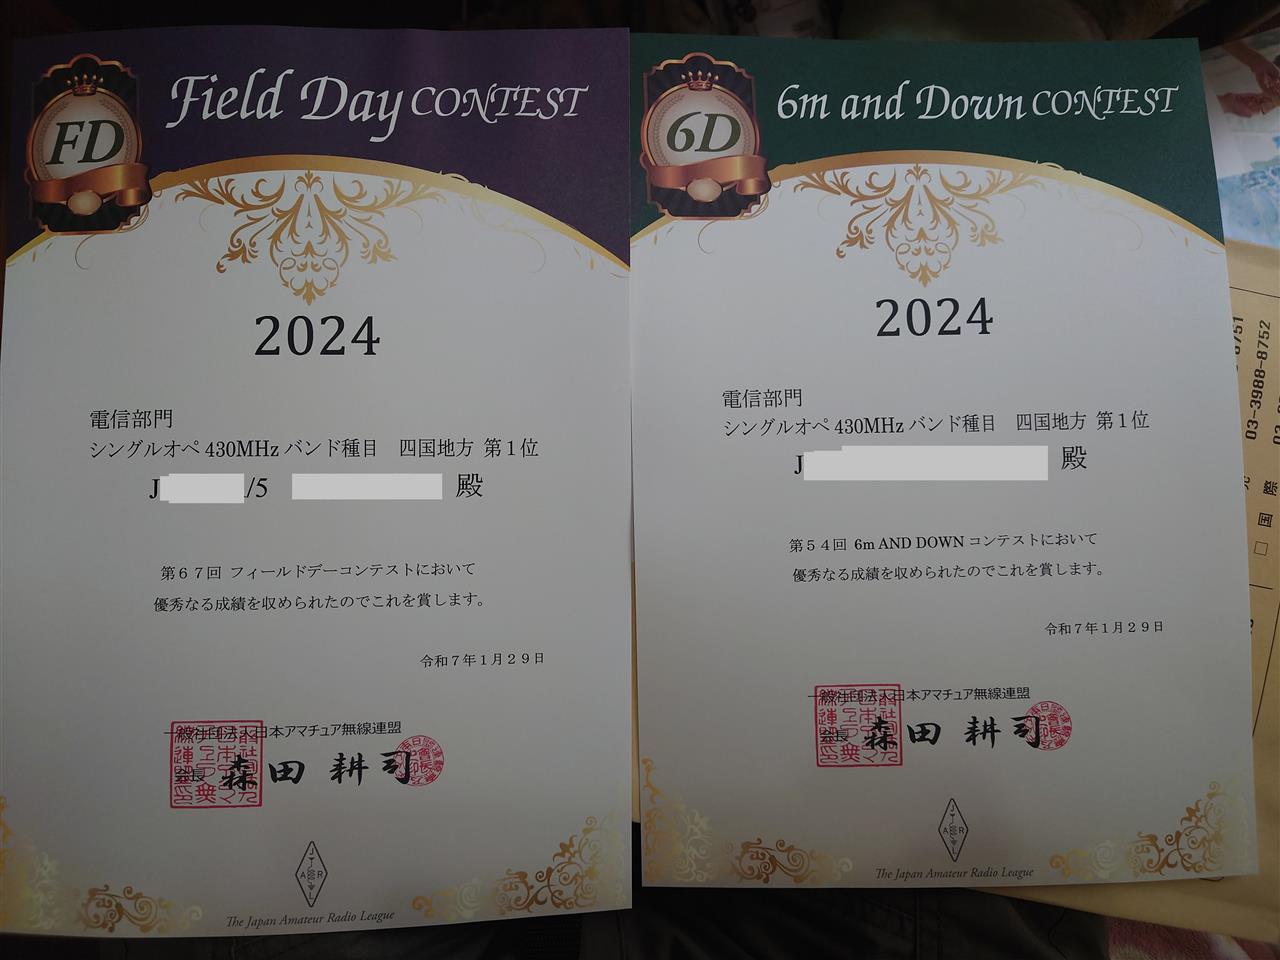 FD
Field Day CONTEST
2024
電信部門
シングルオペ 430MHz バンド種目　四国地方 第１位
J /5 殿
第６７回 フィールドデーコンテストにおいて
優秀なる成績を収められたのでこれを賞します。
令和７年１月２９日
一般社団法人日本アマチュア無線連盟
会長 森田 耕司
J A R L
The Japan Amateur Radio League
6D
6m and Down CONTEST
2024
電信部門
シングルオペ 430MHz バンド種目　四国地方 第１位
J 殿
第５４回 6m AND DOWN コンテストにおいて
優秀なる成績を収められたのでこれを賞します。
令和７年１月２９日
一般社団法人日本アマチュア無線連盟
会長 森田 耕司
J A R L
The Japan Amateur Radio League
8751
03-3988-8752
□ 国際